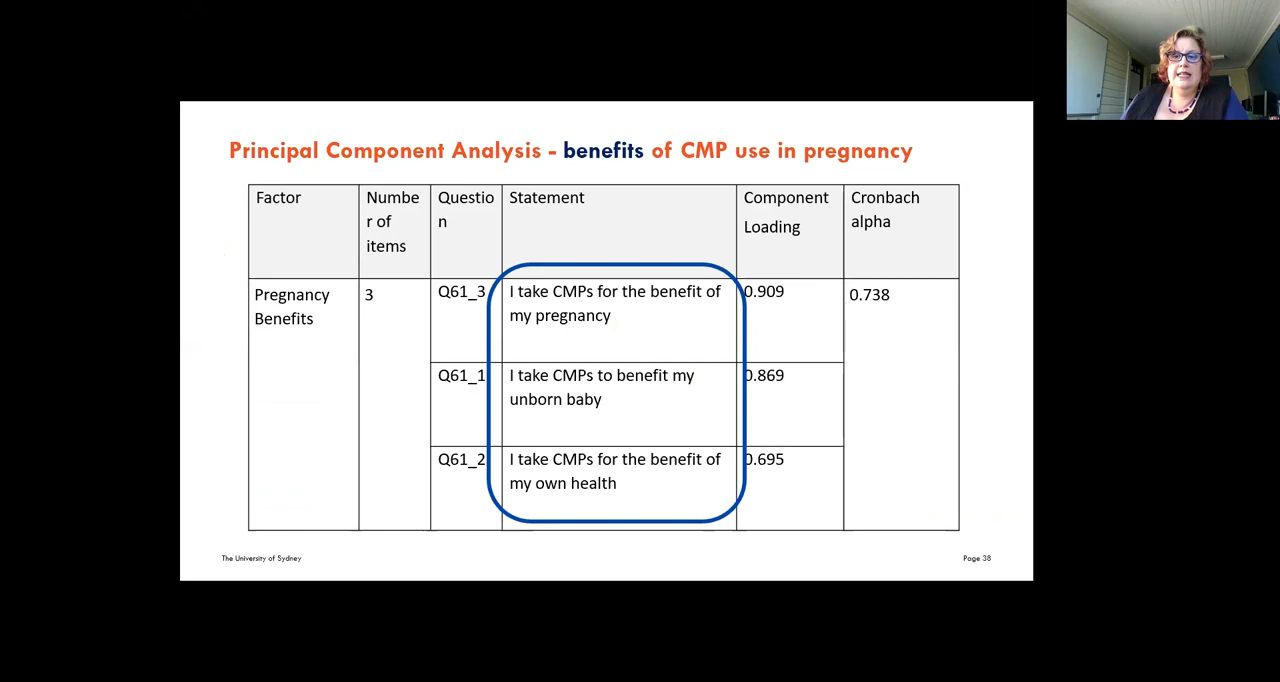 Principal Component Analysis - benefits of CMP use in pregnancy
Factor
Numbe
r of
items
Questio
n
Statement
Component
Loading
Cronbach
alpha
Pregnancy
Benefits
3
Q61_3
I take CMPs for the benefit of
my pregnancy
0.909
0.738
Q61_1
I take CMPs to benefit my
unborn baby
0.869
Q61_2
I take CMPs for the benefit of
my own health
0.695
The University of Sydney
Page 38